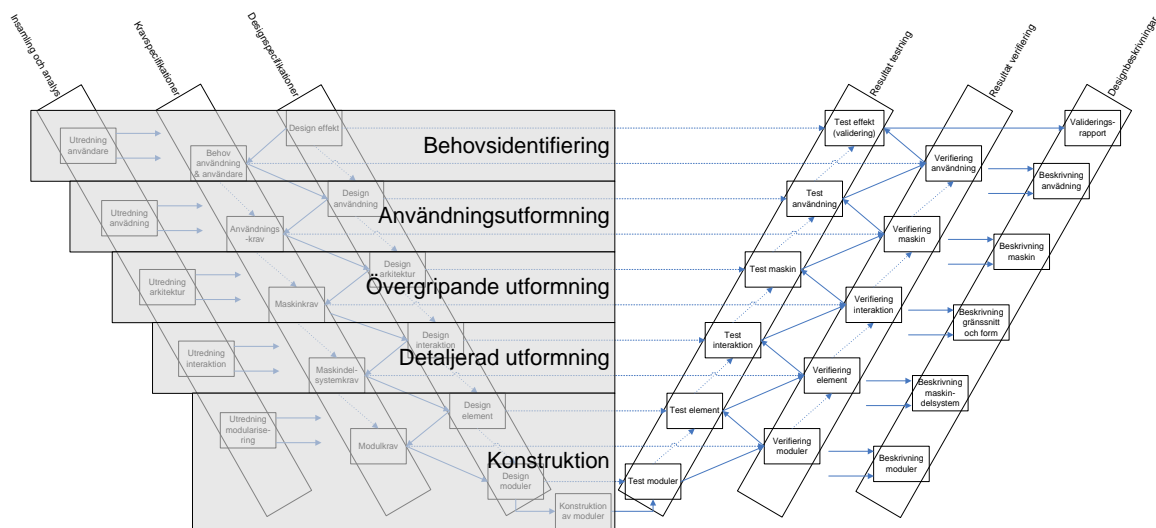 Insamling och analys
Kravspecifikationer
Designspecifikationer
Resultat testning
Resultat verifiering
Designbeskrivningar
Behovsidentifiering
Utredning
användare
Behov
användning
& användare
Design effekt
Test effekt
(validering)
Verifiering
användning
Validerings-
rapport
Användningsutformning
Utredning
anvädning
Användnings
-krav
Design
användning
Test
användning
Verifiering
maskin
Beskrivning
anvädning
Övergripande utformning
Utredning
arkitektur
Maskinkrav
Design
arkitektur
Test maskin
Verifiering
interaktion
Beskrivning
maskin
Detaljerad utformning
Utredning
interaktion
Maskindel-
systemkrav
Design
interaktion
Test
interaktion
Verifiering
element
Beskrivning
gränssnitt
och form
Konstruktion
Utredning
modularise-
ring
Modulkrav
Design
element
Test element
Verifiering
moduler
Beskrivning
maskin-
delsystem
Design
moduler
Test moduler
Beskrivning
moduler
Konstruktion
av moduler